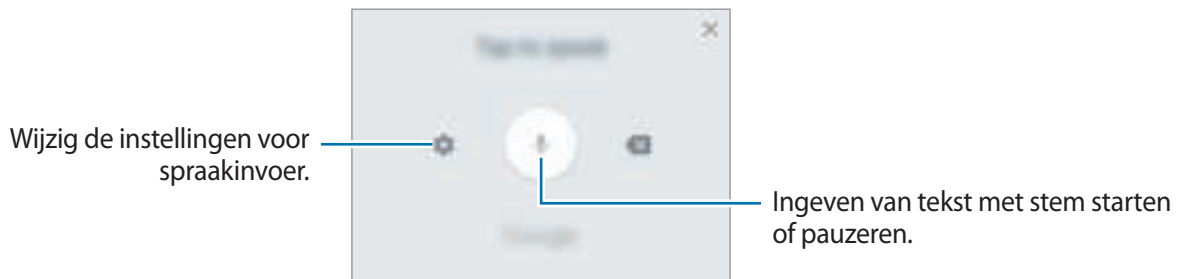 Wijzig de instellingen voor
spraakinvoer.
Ingeven van tekst met stem starten
of pauzeren.